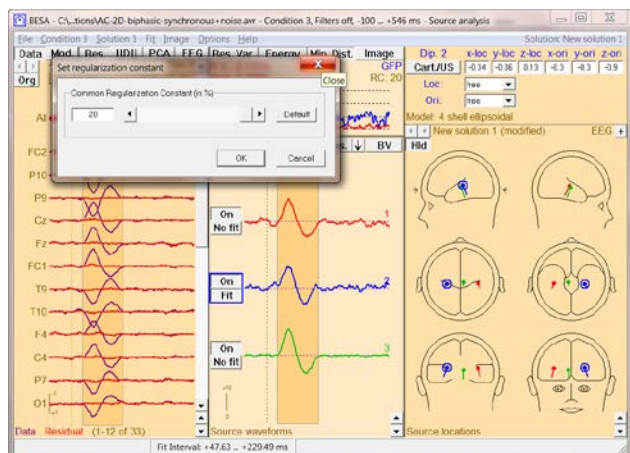 BESA - C:\...tions\AC-2D-biphasic-synchronous+noise.avr - Condition 3, Filters off, -100 ... +546 ms - Source analysis
File Condition 3 Solution 1 Fit Image Options Help
Solution: New solution 1
Data Mod Res HDI PCA EEG Res Var Energy Min Dist. Image
Dip. 2 x-loc y-loc z-loc x-ori y-ori z-ori
Org
Set regularization constant
Close
GFP
RC: 20
Cart./US -0.34 -0.36 0.13 -0.3 -0.3 -0.9
Loc: free
Ori: free
Common Regularization Constant (in %)
20
Default
OK
Cancel
Model: 4 shell ellipsoidal
New solution 1 (modified) EEG +
BV
Hld
FC2
P10
P9
Cz
Fz
FC1
T9
T10
F4
C4
P7
O1
On
No fit
1
On
Fit
2
On
No fit
3
Data Residual (1-12 of 33)
Source waveforms
Source locations
Fit Interval: +47.63 ... +229.49 ms